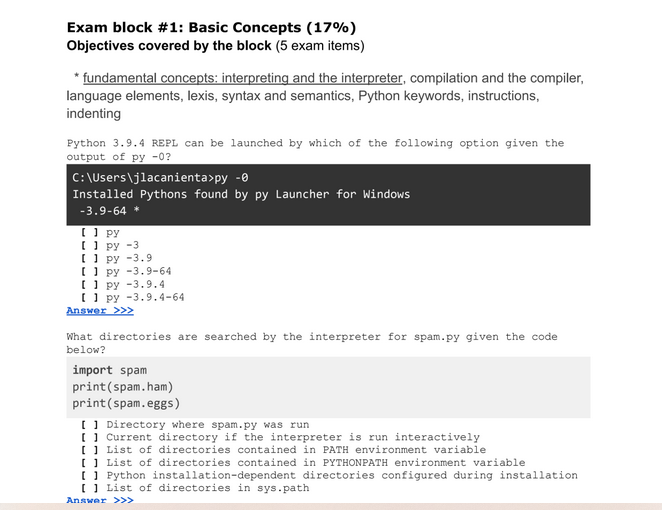 Exam block #1: Basic Concepts (17%)
Objectives covered by the block (5 exam items)
* fundamental concepts: interpreting and the interpreter, compilation and the compiler,
language elements, lexis, syntax and semantics, Python keywords, instructions,
indenting
Python 3.9.4 REPL can be launched by which of the following option given the
output of py -0?
C:\Users\jlacanienta>py -0
Installed Pythons found by py Launcher for Windows
-3.9-64 *
[ ] py
[ ] py -3
[ ] py -3.9
[ ] py -3.9-64
[ ] py -3.9.4
[ ] py -3.9.4-64
Answer >>>
What directories are searched by the interpreter for spam.py given the code
below?
import spam
print(spam.ham)
print(spam.eggs)
[ ] Directory where spam.py was run
[ ] Current directory if the interpreter is run interactively
[ ] List of directories contained in PATH environment variable
[ ] List of directories contained in PYTHONPATH environment variable
[ ] Python installation-dependent directories configured during installation
[ ] List of directories in sys.path
Answer >>>